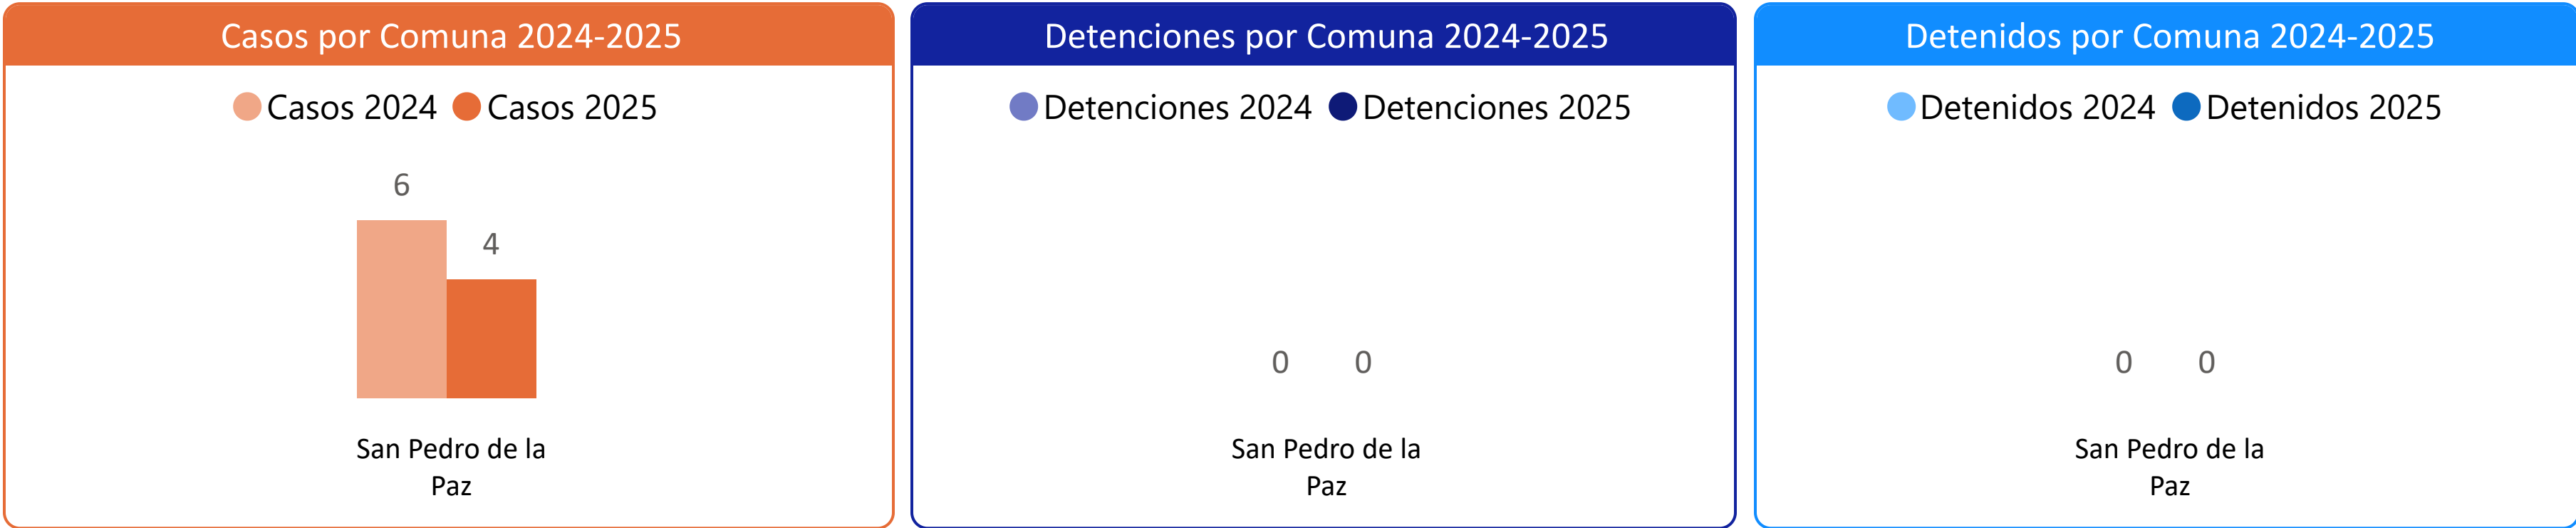 Casos por Comuna 2024-2025
Casos 2024 Casos 2025
6
4
San Pedro de la
Paz
Detenciones por Comuna 2024-2025
Detenciones 2024 Detenciones 2025
0 0
San Pedro de la
Paz
Detenidos por Comuna 2024-2025
Detenidos 2024 Detenidos 2025
0 0
San Pedro de la
Paz